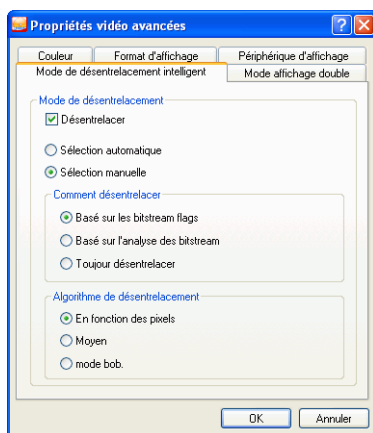 Propriétés vidéo avancées
Couleur Format d'affichage Périphérique d'affichage
Mode de désentrelacement intelligent Mode affichage double
Mode de désentrelacement
Désentrelacer
Sélection automatique
Sélection manuelle
Comment désentrelacer
Basé sur les bitstream flags
Basé sur l'analyse des bitstream
Toujour désentrelacer
Algorithme de désentrelacement
En fonction des pixels
Moyen
mode bob.
OK Annuler